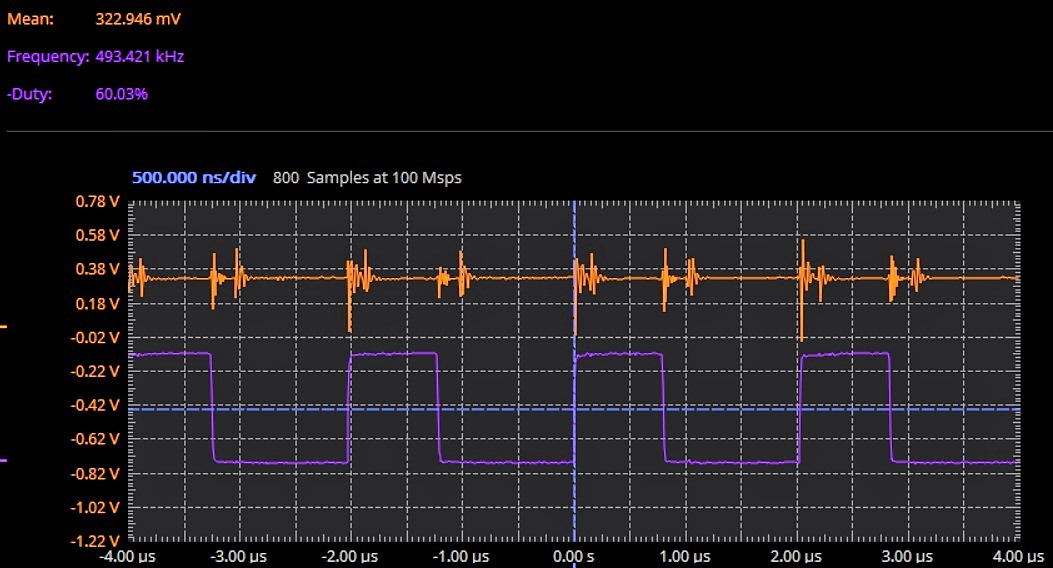 Mean: 322.946 mV
Frequency: 493.421 kHz
-Duty: 60.03%
500.000 ns/div 800 Samples at 100 Msps
0.78 V
0.58 V
0.38 V
0.18 V
-0.02 V
-0.22 V
-0.42 V
-0.62 V
-0.82 V
-1.02 V
-1.22 V
-4.00 µs -3.00 µs -2.00 µs -1.00 µs 0.00 s 1.00 µs 2.00 µs 3.00 µs 4.00 µs